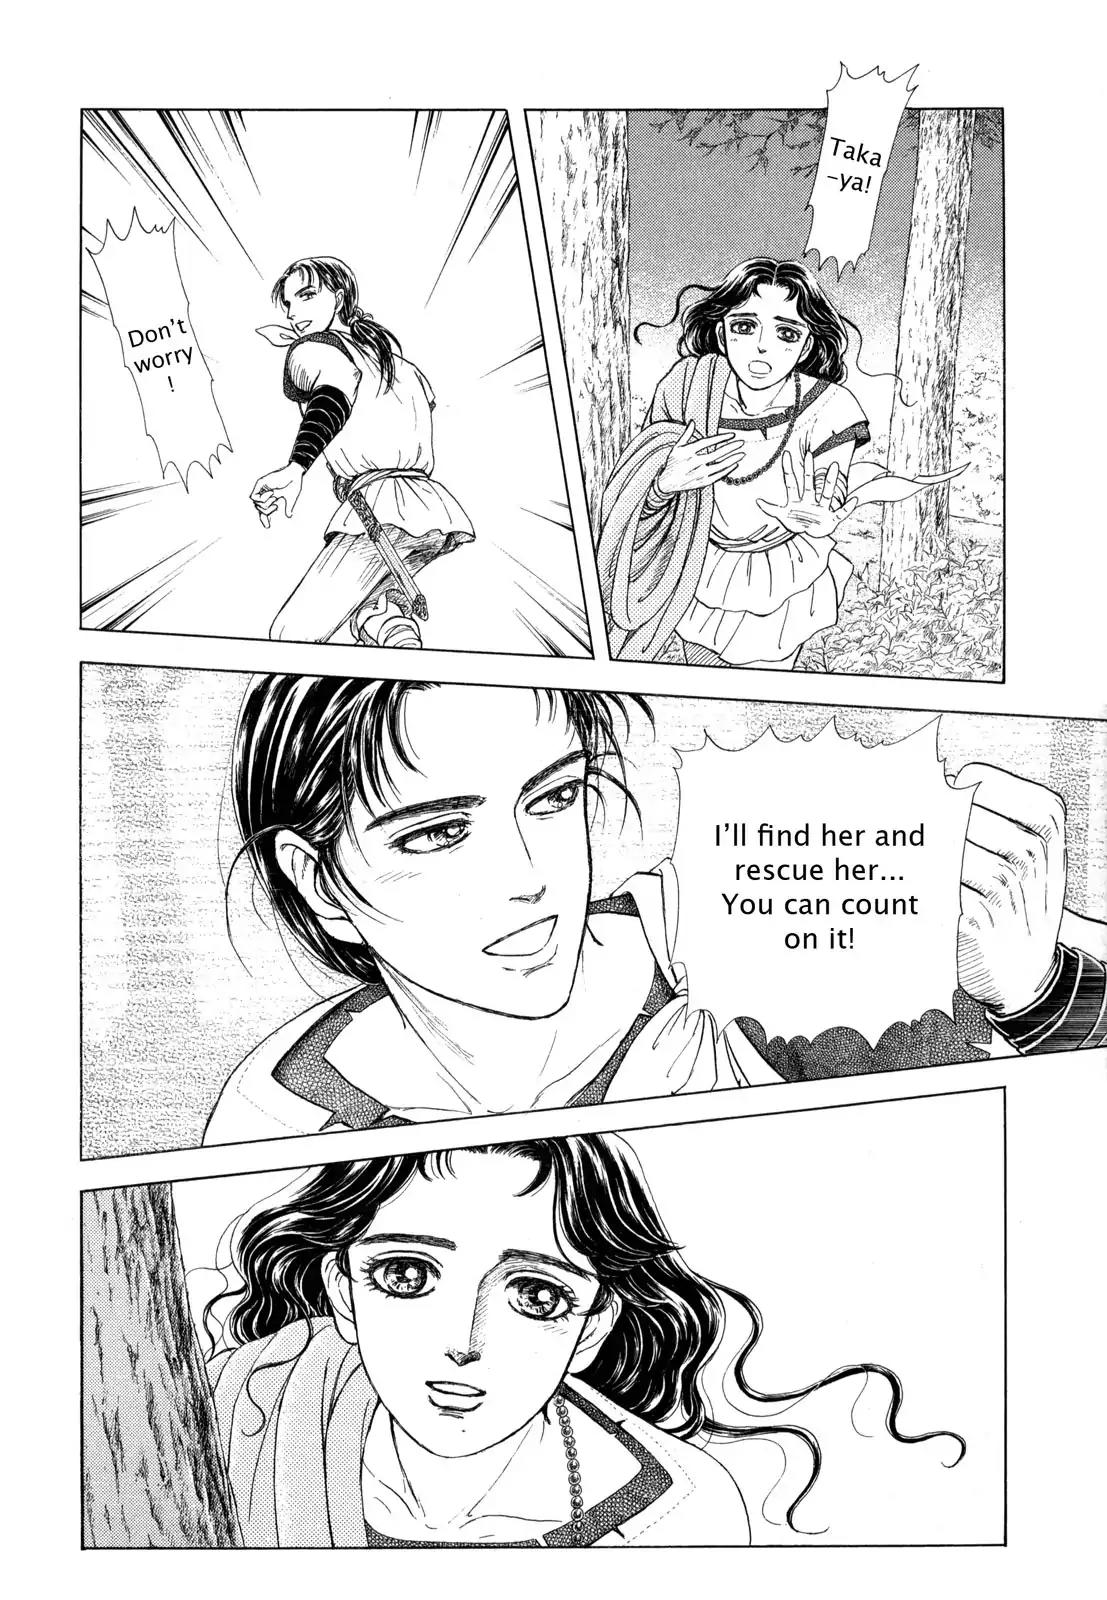 Taka
-ya!
Don't
worry
!
I'll find her and
rescue her...
You can count
on it!